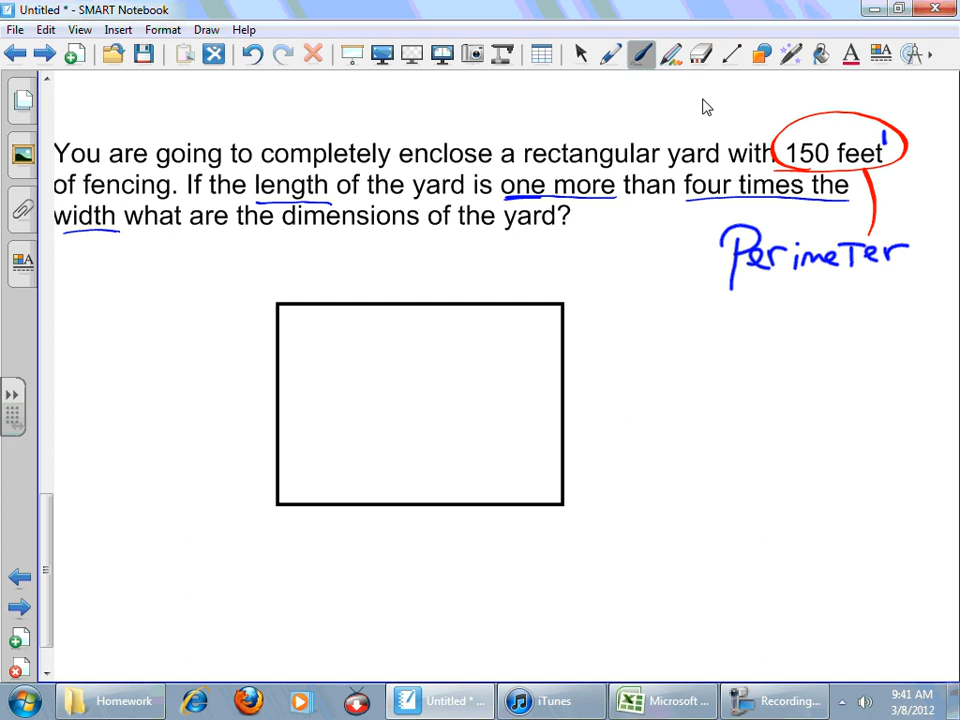 Untitled * - SMART Notebook
File Edit View Insert Format Draw Help
You are going to completely enclose a rectangular yard with 150 feet
of fencing. If the length of the yard is one more than four times the
width what are the dimensions of the yard?
Perimeter
Homework
Untitled * ...
iTunes
Microsoft ...
Recording...
9:41 AM
3/8/2012